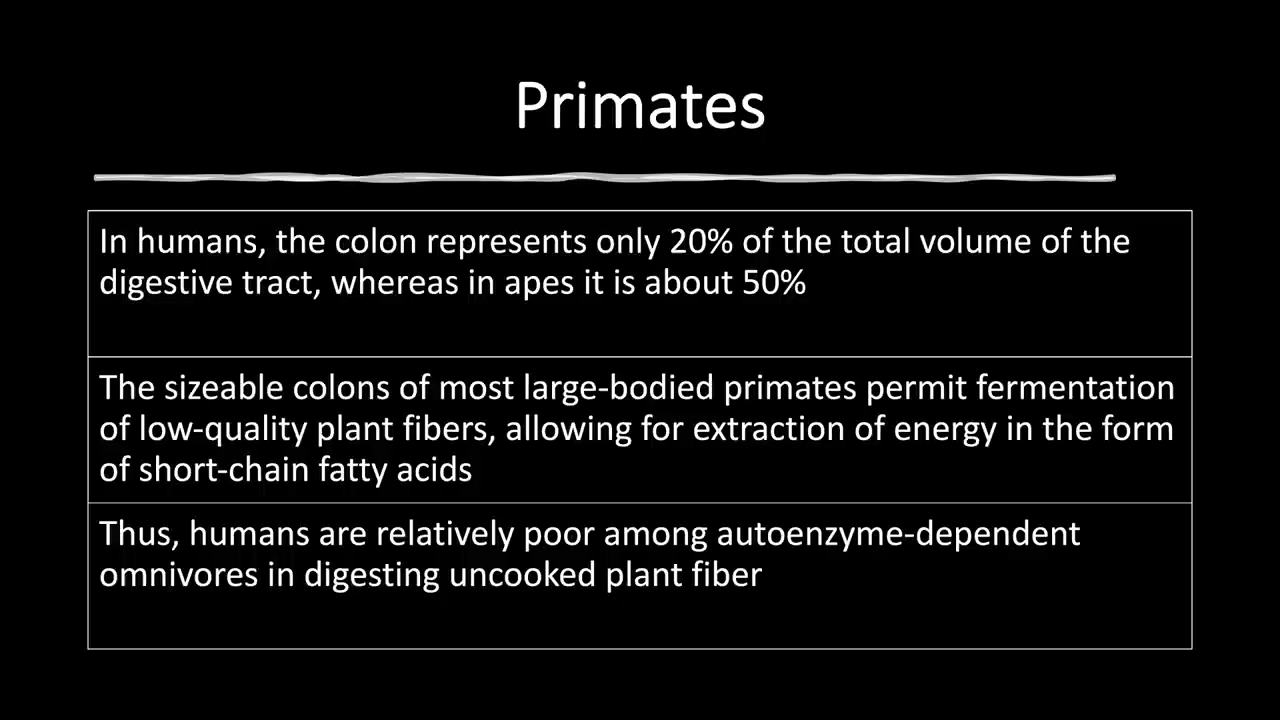 Primates
In humans, the colon represents only 20% of the total volume of the
digestive tract, whereas in apes it is about 50%
The sizeable colons of most large-bodied primates permit fermentation
of low-quality plant fibers, allowing for extraction of energy in the form
of short-chain fatty acids
Thus, humans are relatively poor among autoenzyme-dependent
omnivores in digesting uncooked plant fiber